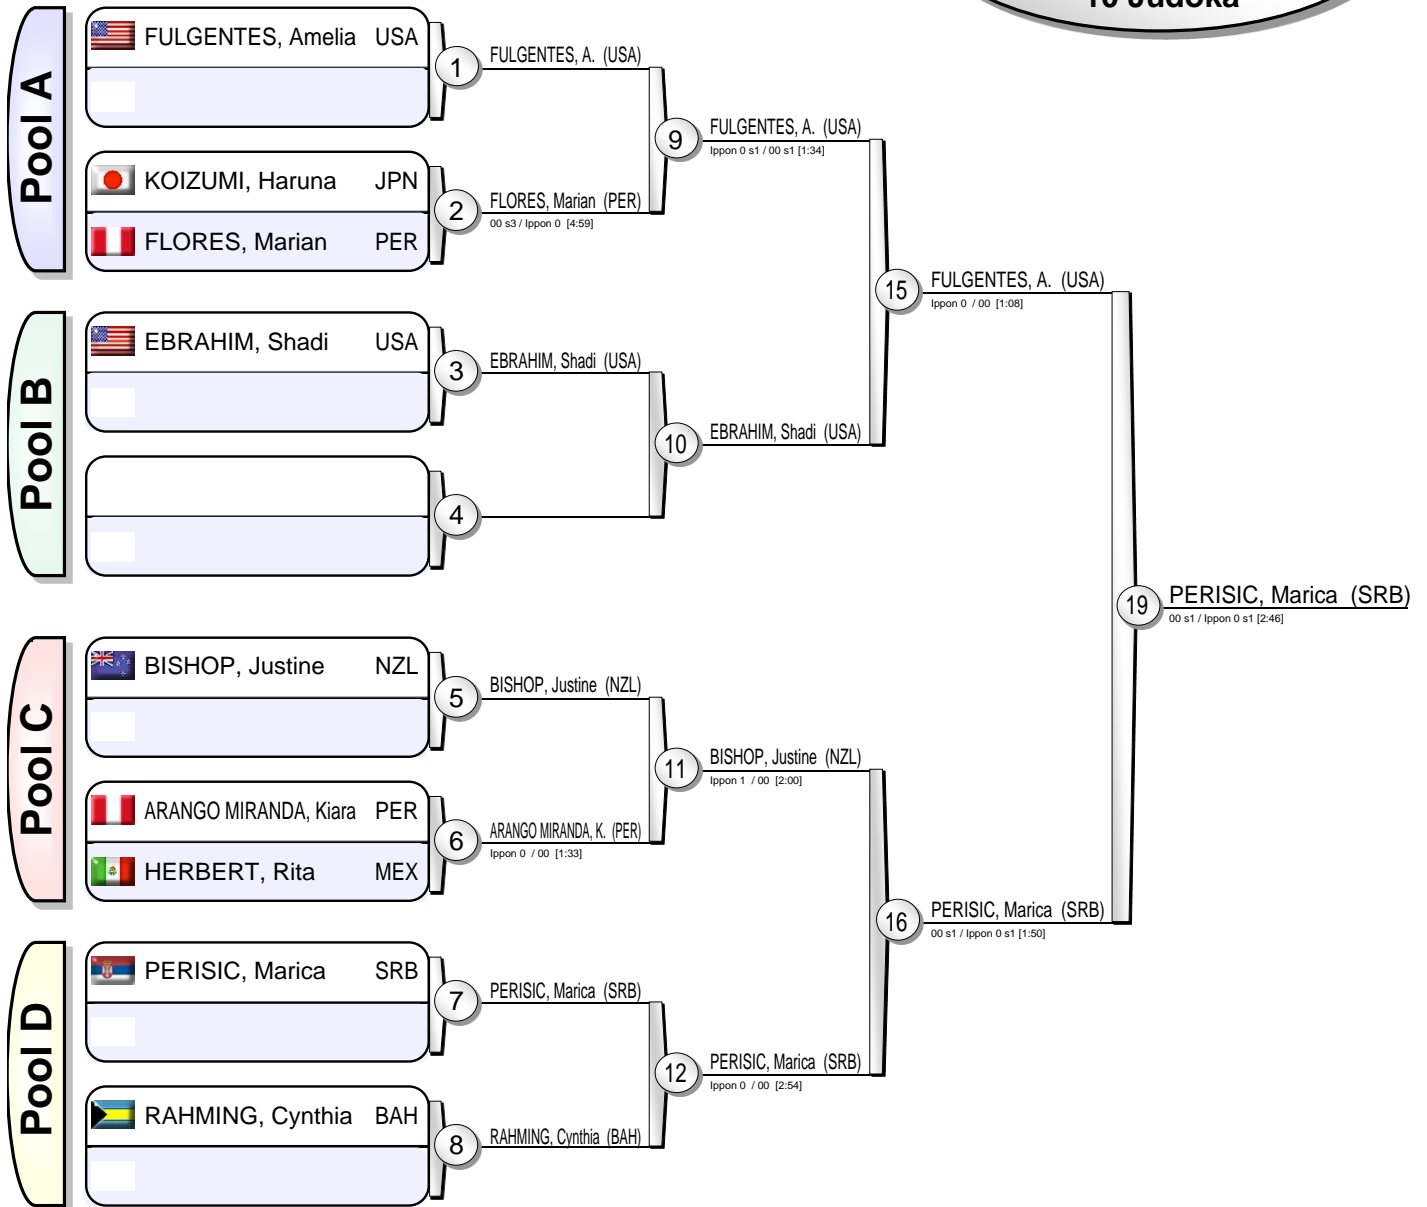 10 Judoka
Pool A
FULGENTES, Amelia USA
1
FULGENTES, A. (USA)
KOIZUMI, Haruna JPN
FLORES, Marian PER
2
FLORES, Marian (PER)
00 s3 / Ippon 0 [4:59]
9
FULGENTES, A. (USA)
Ippon 0 s1 / 00 s1 [1:34]
Pool B
EBRAHIM, Shadi USA
3
EBRAHIM, Shadi (USA)
4
10
EBRAHIM, Shadi (USA)
15
FULGENTES, A. (USA)
Ippon 0 / 00 [1:08]
Pool C
BISHOP, Justine NZL
5
BISHOP, Justine (NZL)
ARANGO MIRANDA, Kiara PER
HERBERT, Rita MEX
6
ARANGO MIRANDA, K. (PER)
Ippon 0 / 00 [1:33]
11
BISHOP, Justine (NZL)
Ippon 1 / 00 [2:00]
Pool D
PERISIC, Marica SRB
7
PERISIC, Marica (SRB)
RAHMING, Cynthia BAH
8
RAHMING, Cynthia (BAH)
12
PERISIC, Marica (SRB)
Ippon 0 / 00 [2:54]
16
PERISIC, Marica (SRB)
00 s1 / Ippon 0 s1 [1:50]
19
PERISIC, Marica (SRB)
00 s1 / Ippon 0 s1 [2:46]